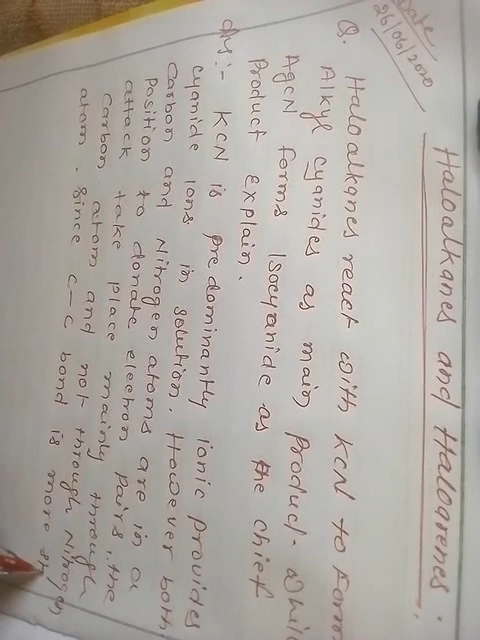 Date
26/06/2020
Haloalkanes and Haloarenes.
Q. Haloalkanes react with KCN to Form
Alkyl cyanides as main product. While
AgCN forms Isocyanide as the chief
Product Explain.
Ans:- KCN is predominantly ionic provides
cyanide Ions in solution. However both
Carbon and Nitrogen atoms are in a
Position to donate electron pairs, the
attack take place mainly through
Carbon atom and not through Nitrogen
atom. Since C-C bond is more